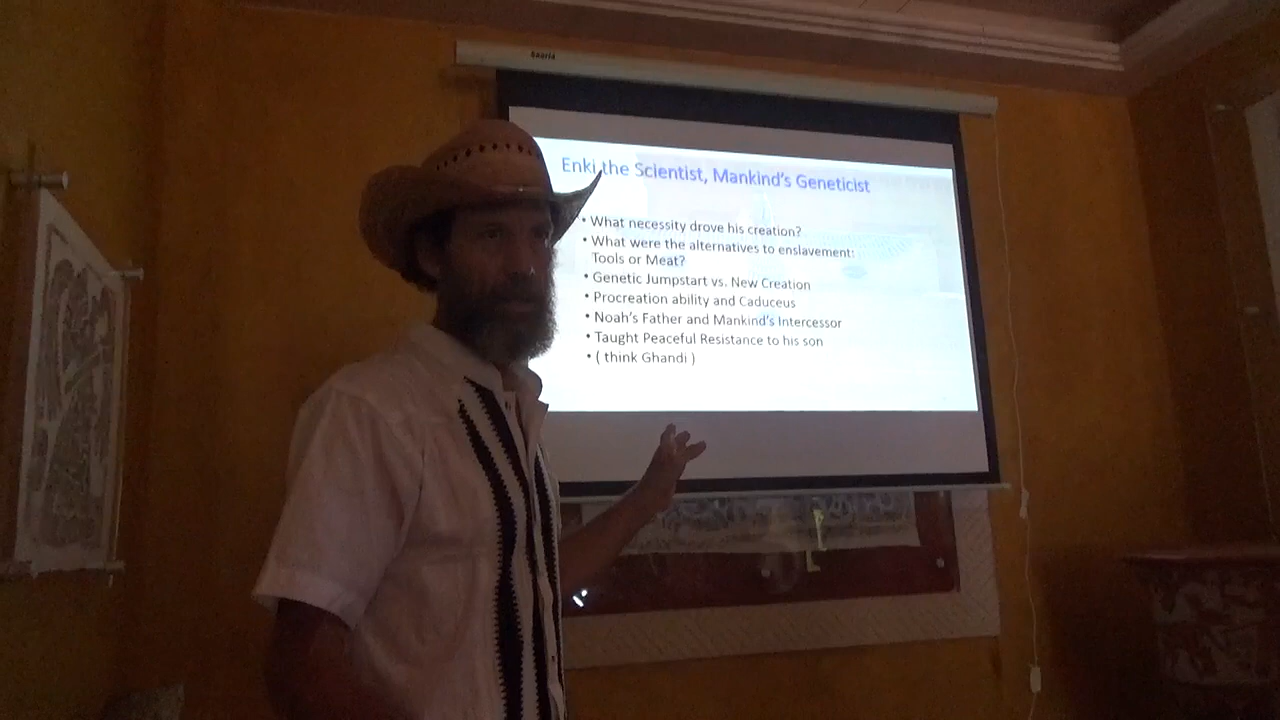 Enki the Scientist, Mankind's Geneticist
• What necessity drove his creation?
• What were the alternatives to enslavement:
Tools or Meat?
• Genetic Jumpstart vs. New Creation
• Procreation ability and Caduceus
• Noah's Father and Mankind's Intercessor
• Taught Peaceful Resistance to his son
• ( think Ghandi )